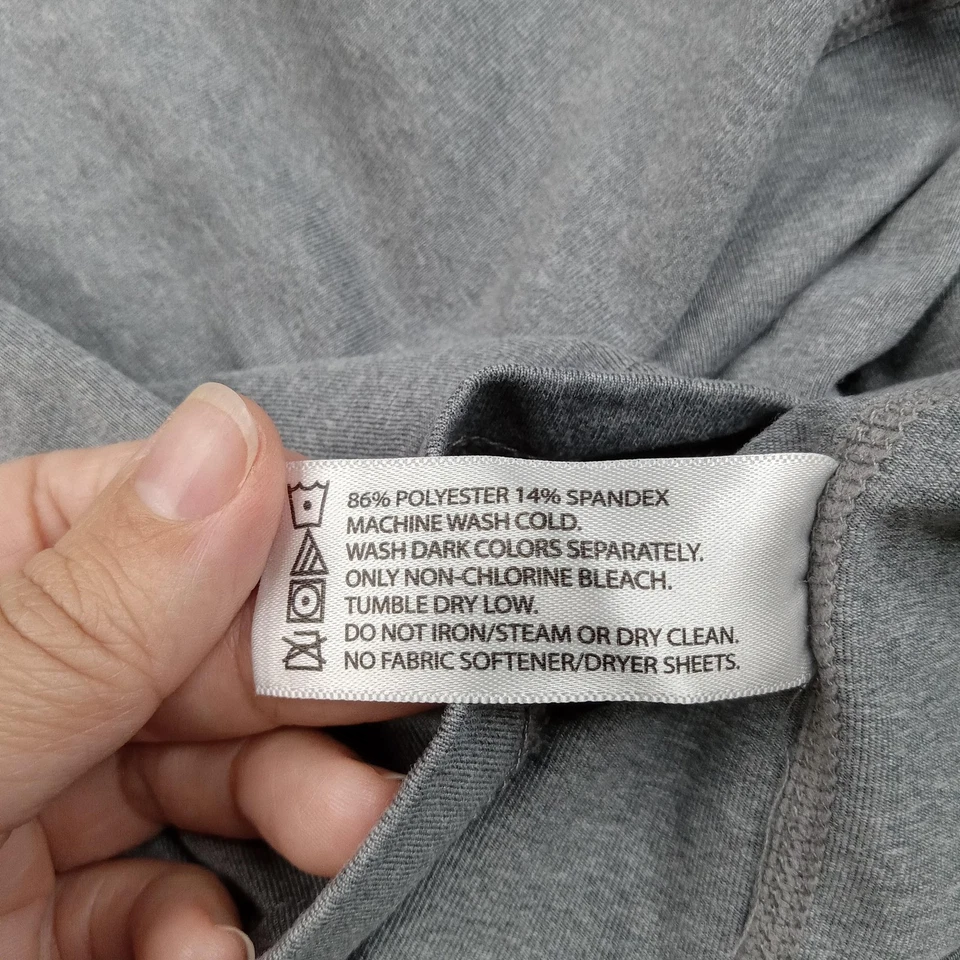 86% POLYESTER 14% SPANDEX
MACHINE WASH COLD.
WASH DARK COLORS SEPARATELY.
ONLY NON-CHLORINE BLEACH.
TUMBLE DRY LOW.
DO NOT IRON/STEAM OR DRY CLEAN.
NO FABRIC SOFTENER/DRYER SHEETS.